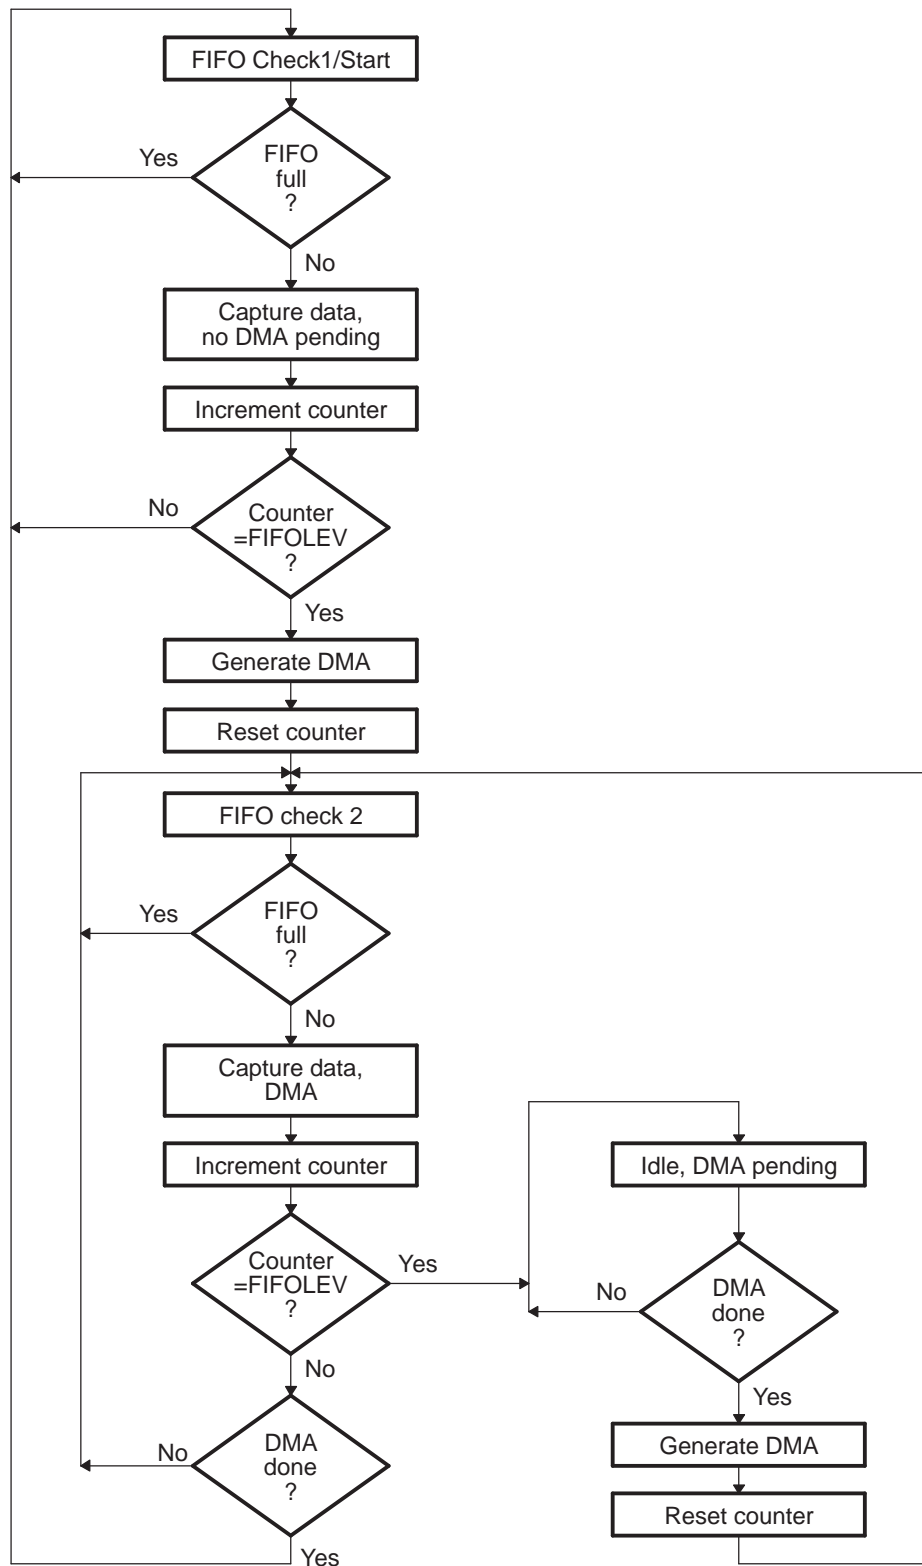 FIFO Check1/Start
Yes
FIFO
full
?
No
Capture data,
no DMA pending
Increment counter
No
Counter
=FIFOLEV
?
Yes
Generate DMA
Reset counter
FIFO check 2
Yes
FIFO
full
?
No
Capture data,
DMA
Increment counter
Counter
=FIFOLEV
?
Yes
No
DMA
done
?
No
Yes
Idle, DMA pending
No
DMA
done
?
Yes
Generate DMA
Reset counter